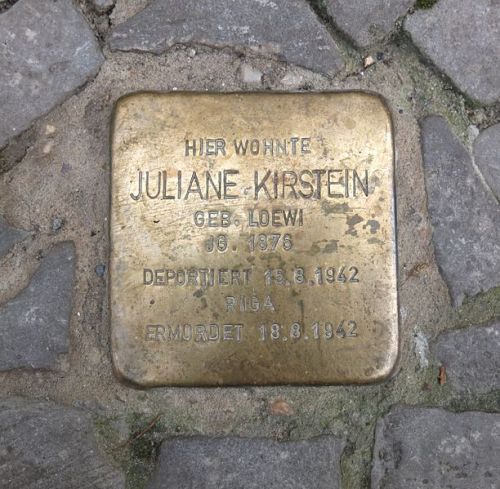 HIER WOHNTE
JULIANE KIRSTEIN
GEB. LOEWI
JG. 1876
DEPORTIERT 15.8.1942
RIGA
ERMORDET 18.8.1942